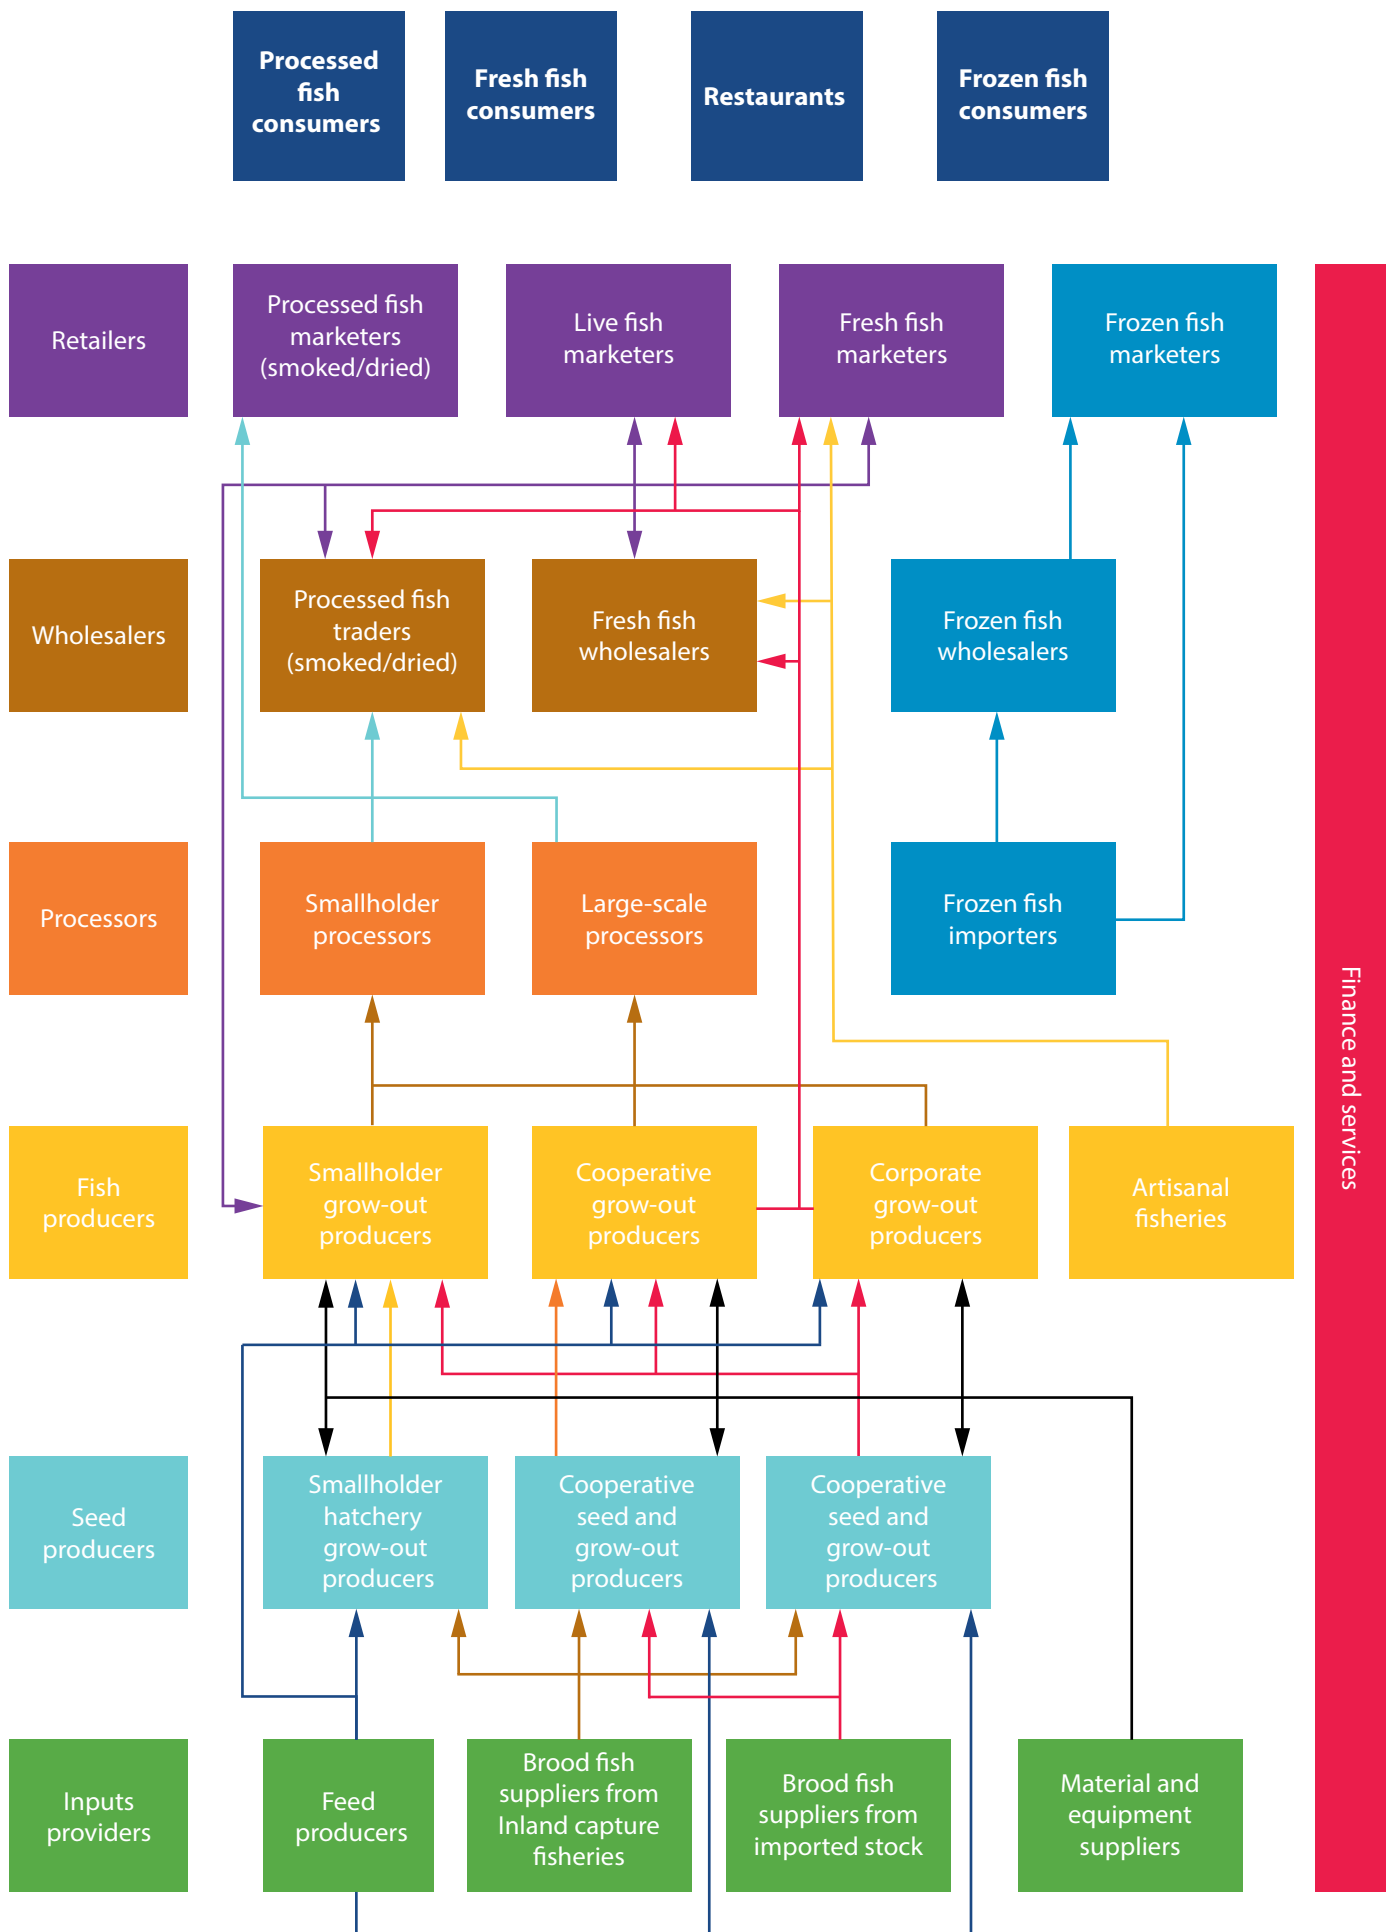 Processed
fish
consumers
Fresh fish
consumers
Restaurants
Frozen fish
consumers
Retailers
Processed fish
marketers
(smoked/dried)
Live fish
marketers
Fresh fish
marketers
Frozen fish
marketers
Wholesalers
Processed fish
traders
(smoked/dried)
Fresh fish
wholesalers
Frozen fish
wholesalers
Processors
Smallholder
processors
Large-scale
processors
Frozen fish
importers
Finance and services
Fish
producers
Smallholder
grow-out
producers
Cooperative
grow-out
producers
Corporate
grow-out
producers
Artisanal
fisheries
Seed
producers
Smallholder
hatchery
grow-out
producers
Cooperative
seed and
grow-out
producers
Cooperative
seed and
grow-out
producers
Inputs
providers
Feed
producers
Brood fish
suppliers from
Inland capture
fisheries
Brood fish
suppliers from
imported stock
Material and
equipment
suppliers